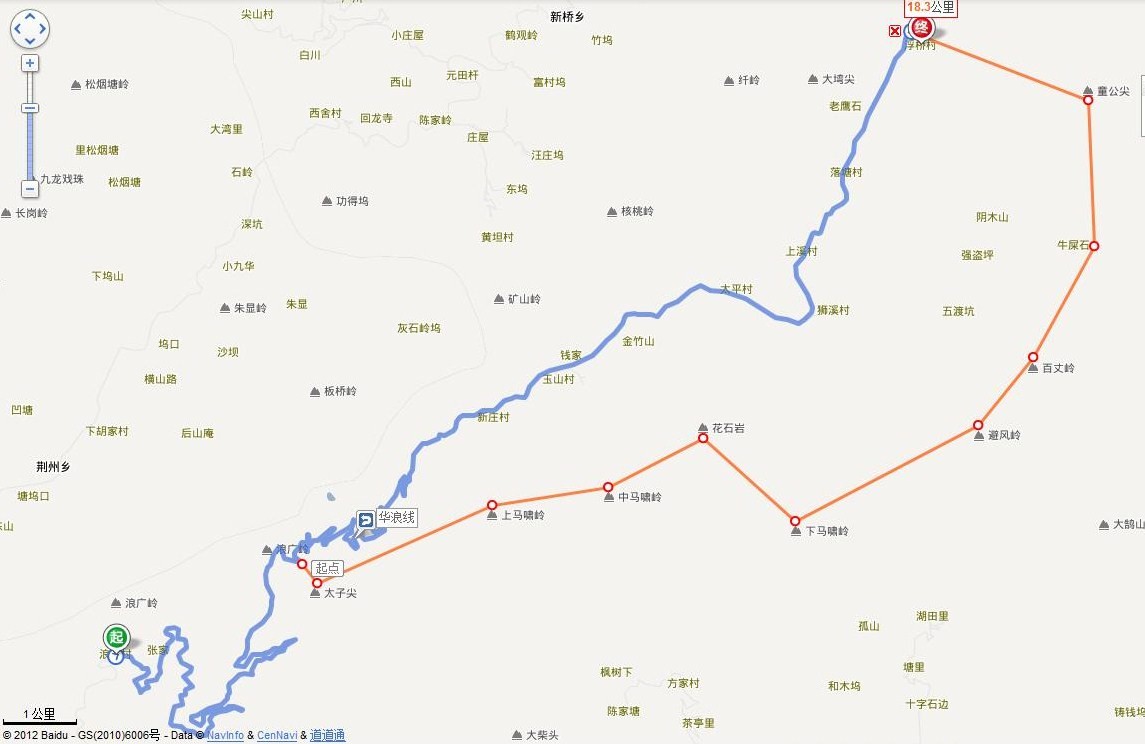 18.3公里
尖山村
新桥乡
终
浮桥村
小庄屋
鹤观岭
竹坞
白川
元田杆
富村坞
西山
纤岭
大塆尖
童公尖
松烟塘岭
老鹰石
西舍村
回龙寺
陈家岭
大湾里
庄屋
汪庄坞
里松烟塘
石岭
落塘村
九龙戏珠
松烟塘
东坞
功得坞
核桃岭
长岗岭
阴木山
深坑
黄坦村
牛屎石
上溪村
强盗坪
小九华
下坞山
太平村
朱显岭
朱显
矿山岭
狮溪村
五渡坑
灰石岭坞
坞口
沙坝
金竹山
钱家
百丈岭
横山路
玉山村
板桥岭
凹塘
新庄村
下胡家村
后山庵
花石岩
避风岭
荆州乡
塘坞口
中马啸岭
上马啸岭
华浪线
大鹄山
下马啸岭
浪广岭
起点
太子尖
浪广岭
湖田里
孤山
起
张家
塘里
枫树下
方家村
和木坞
十字石边
陈家塘
茶亭里
铸钱坞
1 公里
大柴头
© 2012 Baidu - GS(2010)6006号 - Data © NavInfo & CenNavi & 道道通